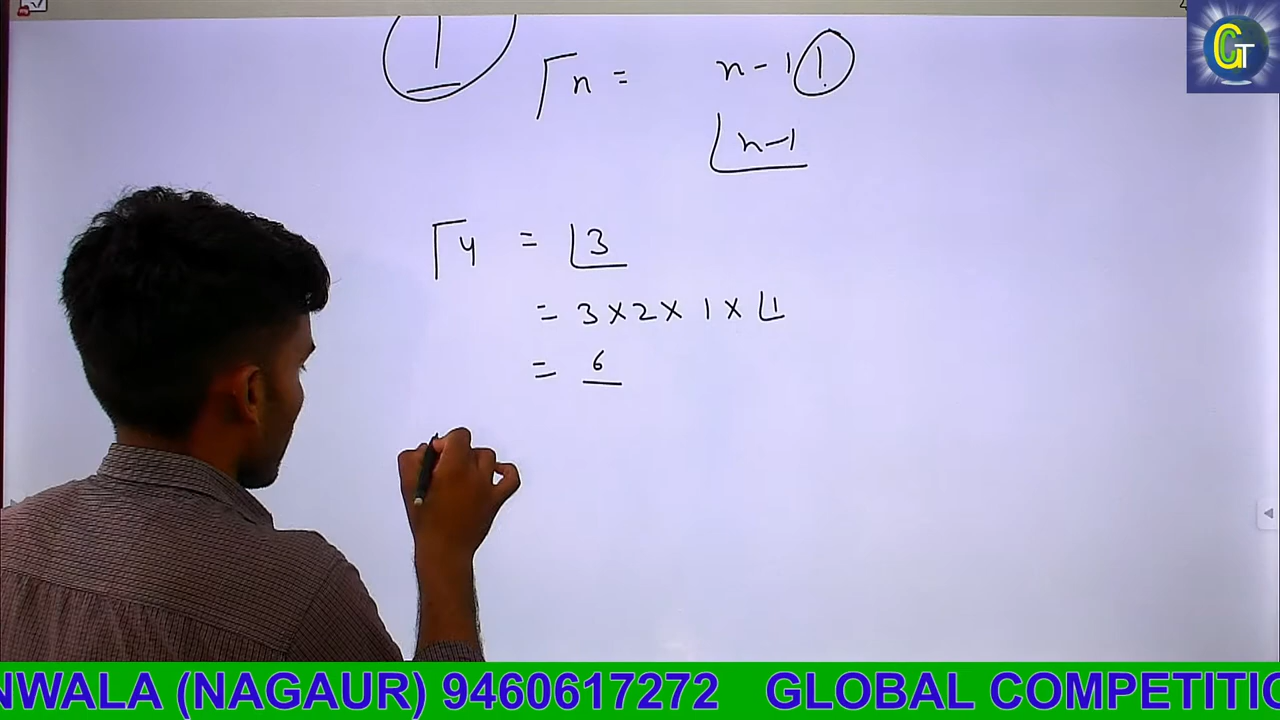 1
Γn = n-1!
⌊n-1
Γ4 = ⌊3
= 3×2×1×⌊1
= 6
GT
NWALA (NAGAUR) 9460617272 GLOBAL COMPETITIO